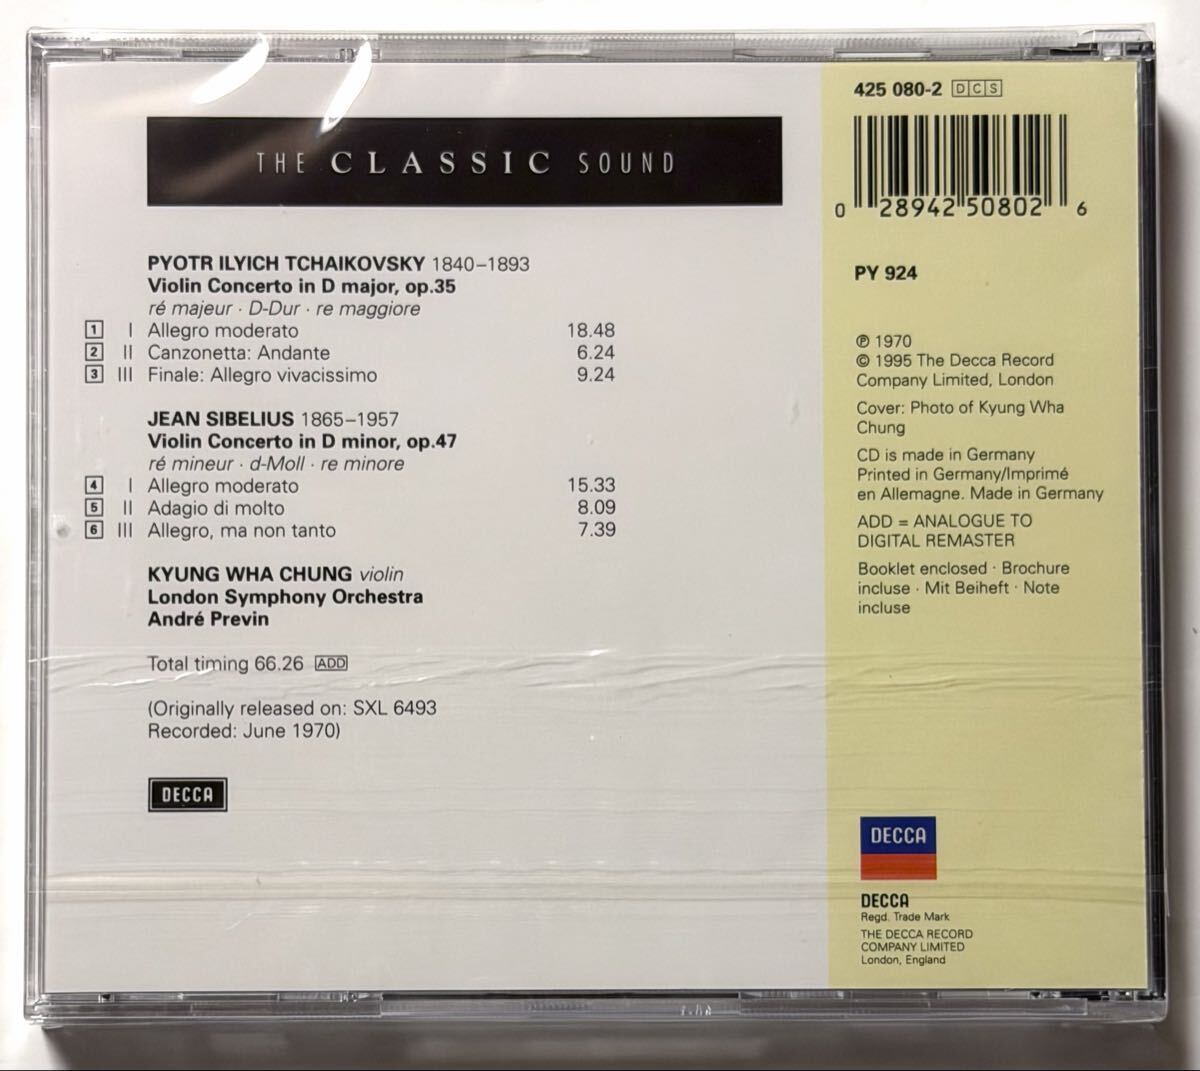 THE CLASSIC SOUND
PYOTR ILYICH TCHAIKOVSKY 1840–1893
Violin Concerto in D major, op.35
ré majeur · D-Dur · re maggiore
1 I Allegro moderato 18.48
2 II Canzonetta: Andante 6.24
3 III Finale: Allegro vivacissimo 9.24
JEAN SIBELIUS 1865–1957
Violin Concerto in D minor, op.47
ré mineur · d-Moll · re minore
4 I Allegro moderato 15.33
5 II Adagio di molto 8.09
6 III Allegro, ma non tanto 7.39
KYUNG WHA CHUNG violin
London Symphony Orchestra
André Previn
Total timing 66.26 ADD
(Originally released on: SXL 6493
Recorded: June 1970)
DECCA
425 080-2 DCS
0 28942 50802 6
PY 924
℗ 1970
© 1995 The Decca Record
Company Limited, London
Cover: Photo of Kyung Wha
Chung
CD is made in Germany
Printed in Germany/Imprimé
en Allemagne. Made in Germany
ADD = ANALOGUE TO
DIGITAL REMASTER
Booklet enclosed · Brochure
incluse · Mit Beiheft · Note
incluse
DECCA
DECCA
Regd. Trade Mark
THE DECCA RECORD
COMPANY LIMITED
London, England